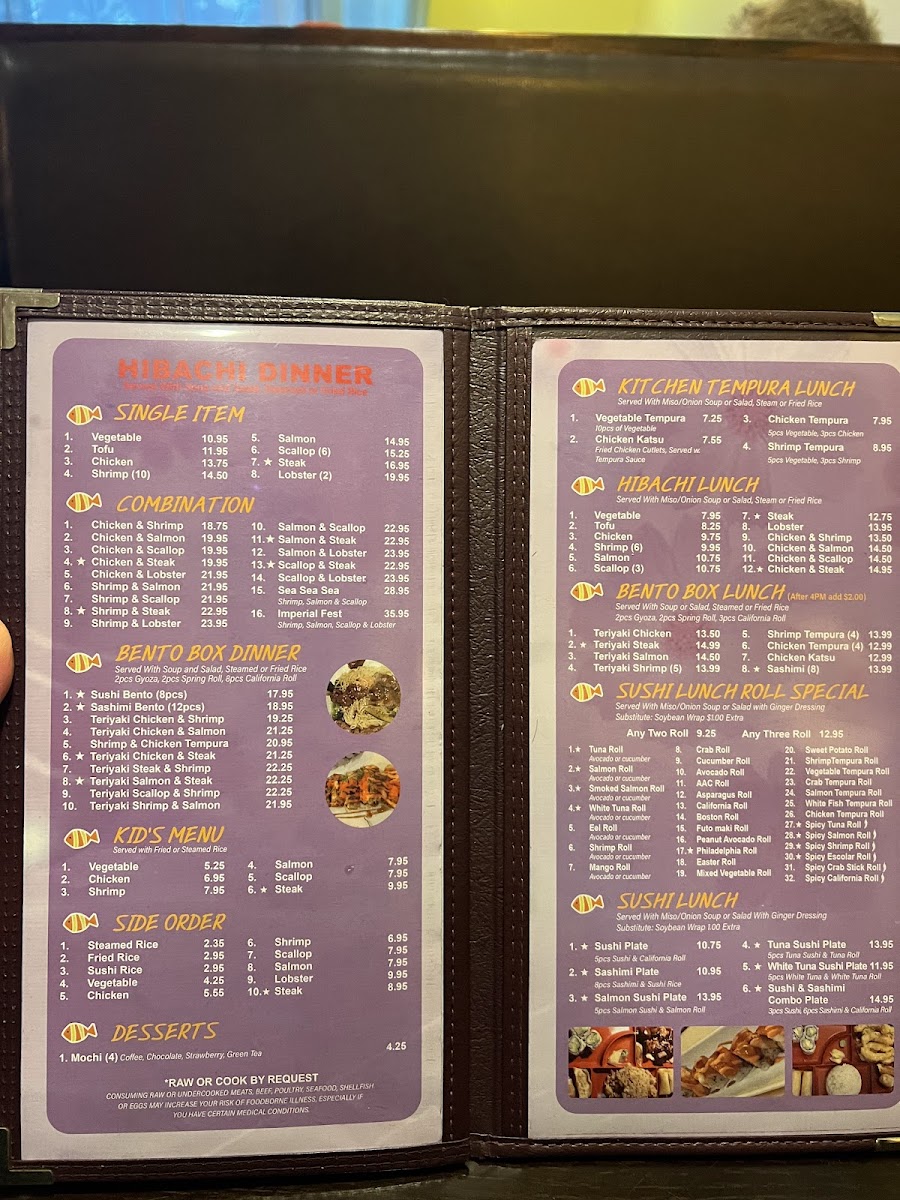 HIBACHI DINNER
SINGLE ITEM
1. Vegetable 10.95
2. Tofu 11.95
3. Chicken 13.75
4. Shrimp (10) 14.50
5. Salmon 14.95
6. Scallop (6) 15.25
7. ★ Steak 16.95
8. Lobster (2) 19.95
COMBINATION
1. Chicken & Shrimp 18.75
2. Chicken & Salmon 19.95
3. Chicken & Scallop 19.95
4. ★ Chicken & Steak 19.95
5. Chicken & Lobster 21.95
6. Shrimp & Salmon 21.95
7. Shrimp & Scallop 21.95
8. ★ Shrimp & Steak 22.95
9. Shrimp & Lobster 23.95
10. Salmon & Scallop 22.95
11. ★ Salmon & Steak 22.95
12. Salmon & Lobster 23.95
13. ★ Scallop & Steak 22.95
14. Scallop & Lobster 23.95
15. Sea Sea Sea 28.95
Shrimp, Salmon & Scallop
16. Imperial Fest 35.95
Shrimp, Salmon, Scallop & Lobster
BENTO BOX DINNER
Served With Soup and Salad, Steamed or Fried Rice
2pcs Gyoza, 2pcs Spring Roll, 8pcs California Roll
1. ★ Sushi Bento (8pcs) 17.95
2. ★ Sashimi Bento (12pcs) 18.95
3. Teriyaki Chicken & Shrimp 19.25
4. Teriyaki Chicken & Salmon 21.25
5. Shrimp & Chicken Tempura 20.95
6. ★ Teriyaki Chicken & Steak 21.25
7. Teriyaki Steak & Shrimp 22.25
8. ★ Teriyaki Salmon & Steak 22.25
9. Teriyaki Scallop & Shrimp 22.25
10. Teriyaki Shrimp & Salmon 21.95
KID'S MENU
Served with Fried or Steamed Rice
1. Vegetable 5.25
2. Chicken 6.95
3. Shrimp 7.95
4. Salmon 7.95
5. Scallop 7.95
6. ★ Steak 9.95
SIDE ORDER
1. Steamed Rice 2.35
2. Fried Rice 2.95
3. Sushi Rice 2.95
4. Vegetable 4.25
5. Chicken 5.55
6. Shrimp 6.95
7. Scallop 7.95
8. Salmon 7.95
9. Lobster 9.95
10. ★ Steak 8.95
DESSERTS
1. Mochi (4) Coffee, Chocolate, Strawberry, Green Tea 4.25
*RAW OR COOK BY REQUEST
CONSUMING RAW OR UNDERCOOKED MEATS, BEEF, POULTRY, SEAFOOD, SHELLFISH
OR EGGS MAY INCREASE YOUR RISK OF FOODBORNE ILLNESS, ESPECIALLY IF
YOU HAVE CERTAIN MEDICAL CONDITIONS.
KITCHEN TEMPURA LUNCH
Served With Miso/Onion Soup or Salad, Steam or Fried Rice
1. Vegetable Tempura 7.25
10pcs of Vegetable
2. Chicken Katsu 7.55
Fried Chicken Cutlets, Served w.
Tempura Sauce
3. Chicken Tempura 7.95
5pcs Vegetable, 3pcs Chicken
4. Shrimp Tempura 8.95
5pcs Vegetable, 3pcs Shrimp
HIBACHI LUNCH
Served With Miso/Onion Soup or Salad, Steam or Fried Rice
1. Vegetable 7.95
2. Tofu 8.25
3. Chicken 9.75
4. Shrimp (6) 9.95
5. Salmon 10.75
6. Scallop (3) 10.75
7. ★ Steak 12.75
8. Lobster 13.95
9. Chicken & Shrimp 13.50
10. Chicken & Salmon 14.50
11. Chicken & Scallop 14.50
12. ★ Chicken & Steak 14.95
BENTO BOX LUNCH (After 4PM add $2.00)
Served With Soup or Salad, Steamed or Fried Rice
2pcs Gyoza, 2pcs Spring Roll, 3pcs California Roll
1. Teriyaki Chicken 13.50
2. ★ Teriyaki Steak 14.99
3. Teriyaki Salmon 14.99
4. Teriyaki Shrimp (5) 13.99
5. Shrimp Tempura (4) 13.99
6. Chicken Tempura (4) 12.99
7. Chicken Katsu 12.99
8. ★ Sashimi (8) 13.99
SUSHI LUNCH ROLL SPECIAL
Served With Miso/Onion Soup or Salad with Ginger Dressing
Substitute: Soybean Wrap $1.00 Extra
Any Two Roll 9.25 Any Three Roll 12.95
1. ★ Tuna Roll
Avocado or cucumber
2. ★ Salmon Roll
Avocado or cucumber
3. ★ Smoked Salmon Roll
Avocado or cucumber
4. ★ White Tuna Roll
Avocado or cucumber
5. Eel Roll
Avocado or cucumber
6. Shrimp Roll
Avocado or cucumber
7. Mango Roll
Avocado or cucumber
8. Crab Roll
9. Cucumber Roll
10. Avocado Roll
11. AAC Roll
12. Asparagus Roll
13. California Roll
14. Boston Roll
15. Futo maki Roll
16. Peanut Avocado Roll
17. ★ Philadelphia Roll
18. Easter Roll
19. Mixed Vegetable Roll
20. Sweet Potato Roll
21. ShrimpTempura Roll
22. Vegetable Tempura Roll
23. Crab Tempura Roll
24. Salmon Tempura Roll
25. White Fish Tempura Roll
26. Chicken Tempura Roll
27. ★ Spicy Tuna Roll
28. ★ Spicy Salmon Roll
29. ★ Spicy Shrimp Roll
30. ★ Spicy Escolar Roll
31. Spicy Crab Stick Roll
32. Spicy California Roll
SUSHI LUNCH
Served With Miso/Onion Soup or Salad With Ginger Dressing
Substitute: Soybean Wrap 1.00 Extra
1. ★ Sushi Plate 10.75
5pcs Sushi & California Roll
2. ★ Sashimi Plate 10.95
8pcs Sashimi & Sushi Rice
3. ★ Salmon Sushi Plate 13.95
5pcs Salmon Sushi & Salmon Roll
4. ★ Tuna Sushi Plate 13.95
5pcs Tuna Sushi & Tuna Roll
5. ★ White Tuna Sushi Plate 11.95
5pcs White Tuna & White Tuna Roll
6. ★ Sushi & Sashimi
Combo Plate 14.95
3pcs Sushi, 6pcs Sashimi & California Roll